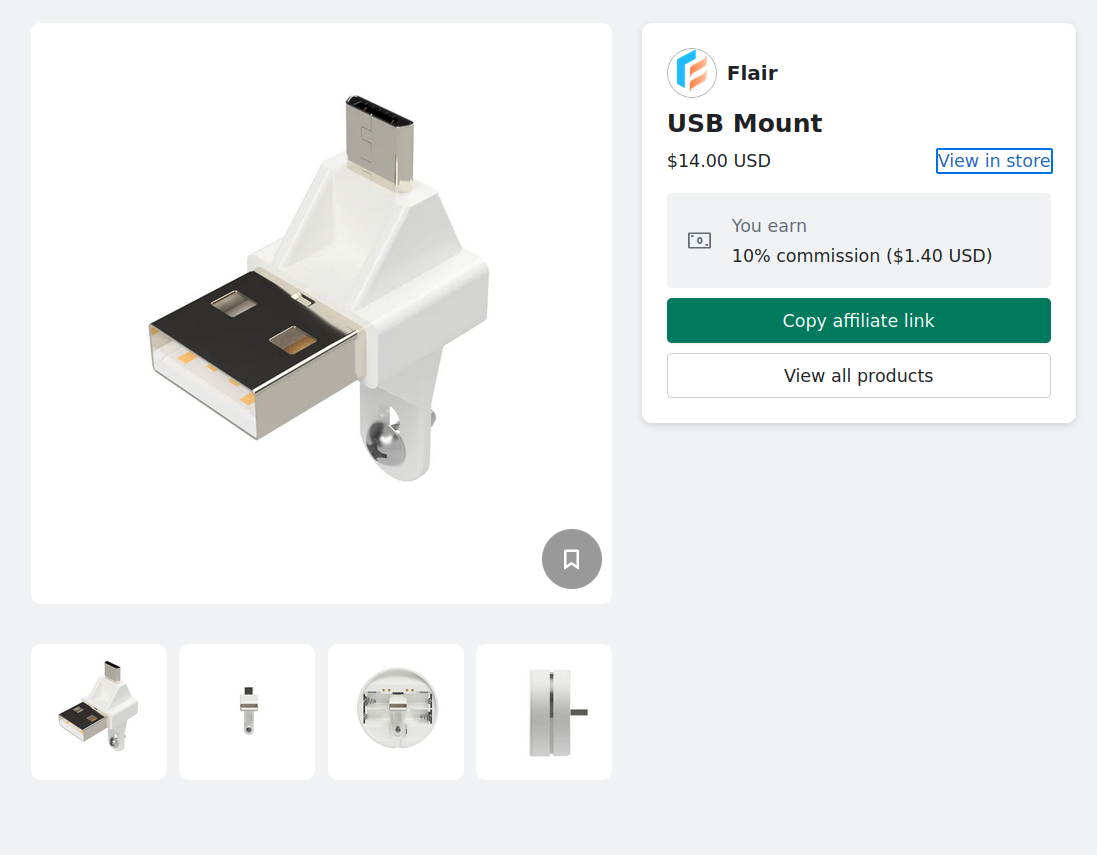 Flair
USB Mount
$14.00 USD
View in store
You earn
10% commission ($1.40 USD)
Copy affiliate link
View all products